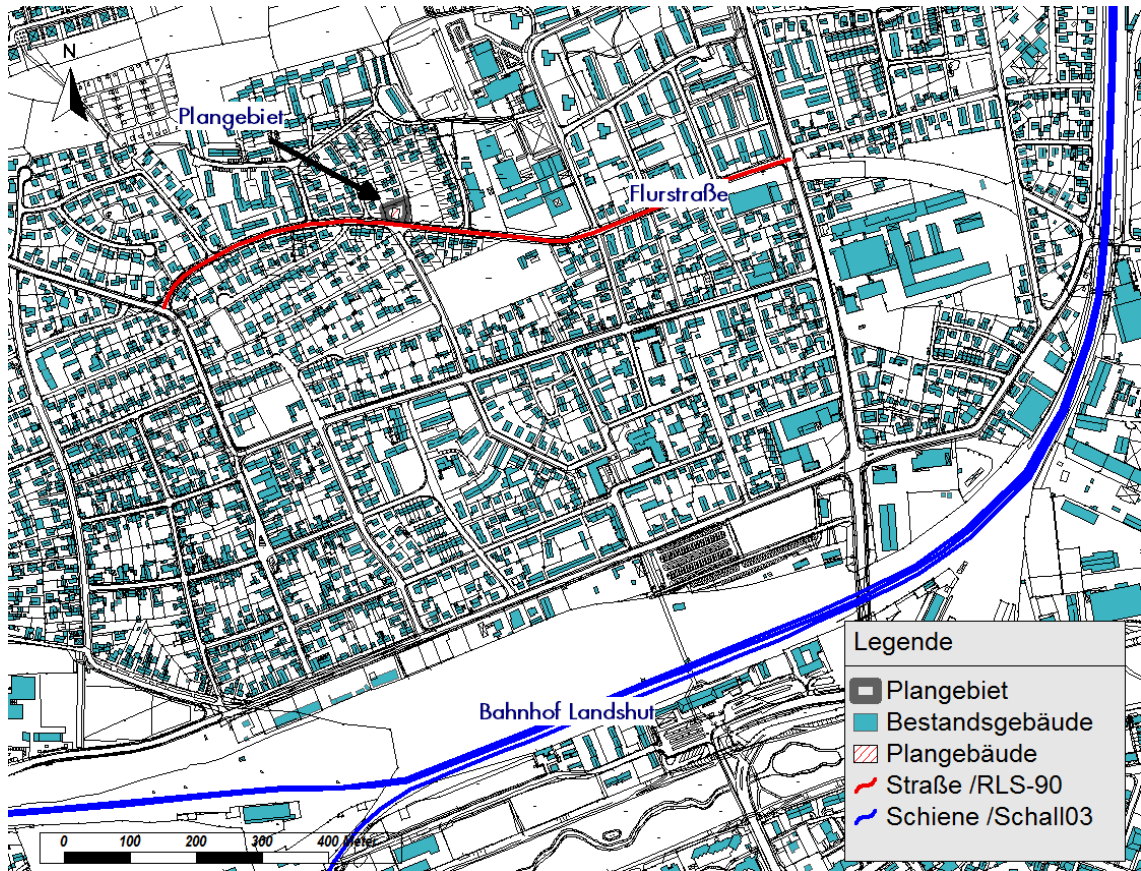 N
Plangebiet
Flurstraße
Bahnhof Landshut
Legende
Plangebiet
Bestandsgebäude
Plangebäude
Straße /RLS-90
Schiene /Schall03
0 100 200 300 400 Meter